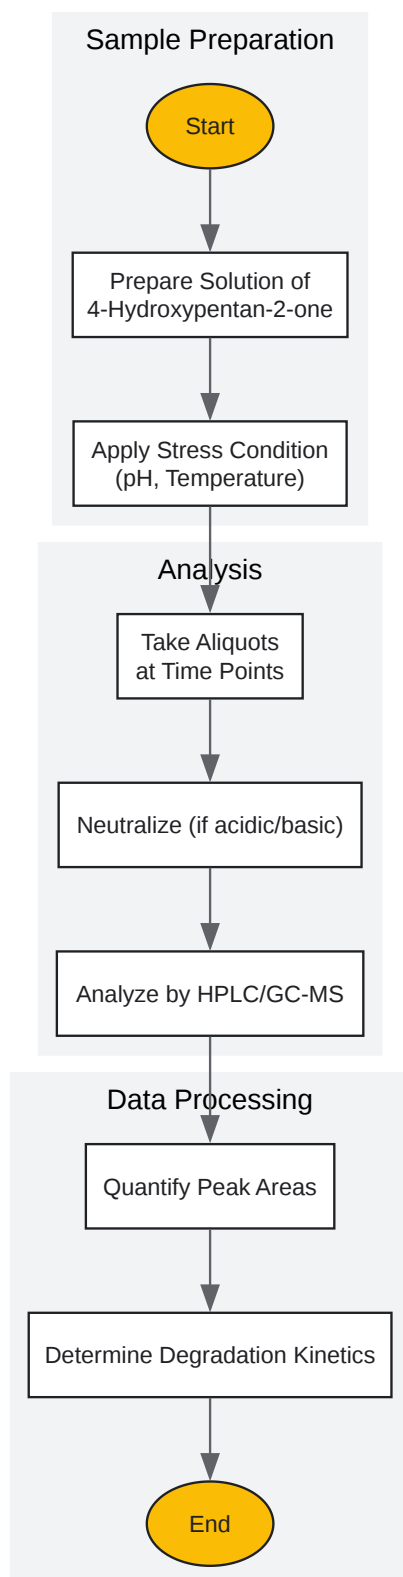 Sample Preparation
Start
Prepare Solution of
4-Hydroxypentan-2-one
Apply Stress Condition
(pH, Temperature)
Analysis
Take Aliquots
at Time Points
Neutralize (if acidic/basic)
Analyze by HPLC/GC-MS
Data Processing
Quantify Peak Areas
Determine Degradation Kinetics
End